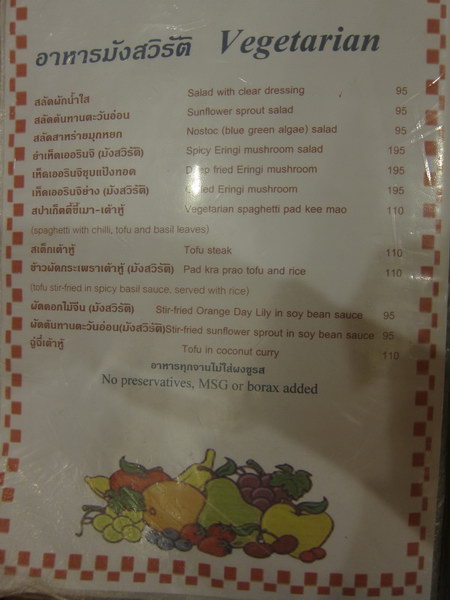 อาหารมังสวิรัติ Vegetarian
สลัดผักน้ำใส Salad with clear dressing 95
สลัดต้นทานตะวันอ่อน Sunflower sprout salad 95
สลัดสาหร่ายมุกหยก Nostoc (blue green algae) salad 95
ยำเห็ดเออรินจิ (มังสวิรัติ) Spicy Eringi mushroom salad 195
เห็ดเออรินจิชุบแป้งทอด Deep fried Eringi mushroom 195
เห็ดเออรินจิย่าง (มังสวิรัติ) Grilled Eringi mushroom 195
สปาเก็ตตี้ขี้เมา-เต้าหู้ Vegetarian spaghetti pad kee mao 110
(spaghetti with chilli, tofu and basil leaves)
สเต็กเต้าหู้ Tofu steak 110
ข้าวผัดกระเพราเต้าหู้ (มังสวิรัติ) Pad kra prao tofu and rice 110
(tofu stir-fried in spicy basil sauce, served with rice)
ผัดดอกไม้จีน (มังสวิรัติ) Stir-fried Orange Day Lily in soy bean sauce 95
ผัดต้นทานตะวันอ่อน(มังสวิรัติ)Stir-fried sunflower sprout in soy bean sauce 95
ฉู่ฉี่เต้าหู้ Tofu in coconut curry 110
อาหารทุกจานไม่ใส่ผงชูรส
No preservatives, MSG or borax added